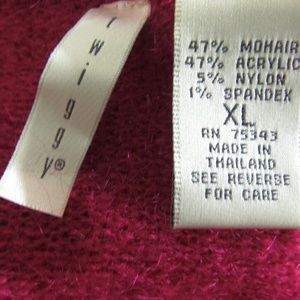 twiggy®
47% MOHAIR
47% ACRYLIC
5% NYLON
1% SPANDEX
XL
RN 75343
MADE IN
THAILAND
SEE REVERSE
FOR CARE